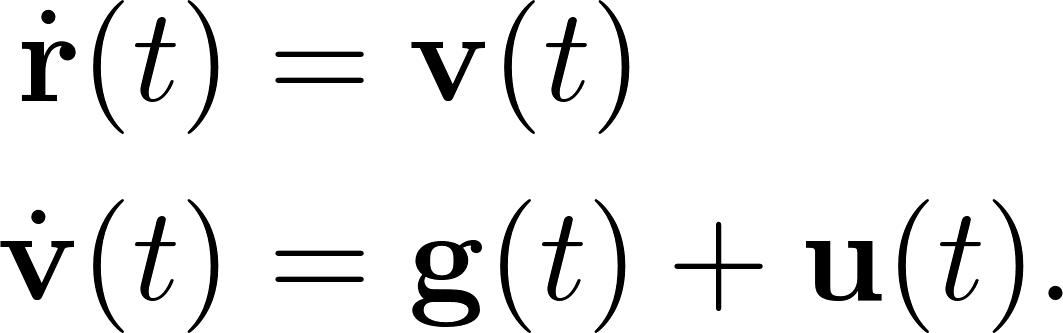 ṙ(t) = v(t)
v̇(t) = g(t) + u(t).